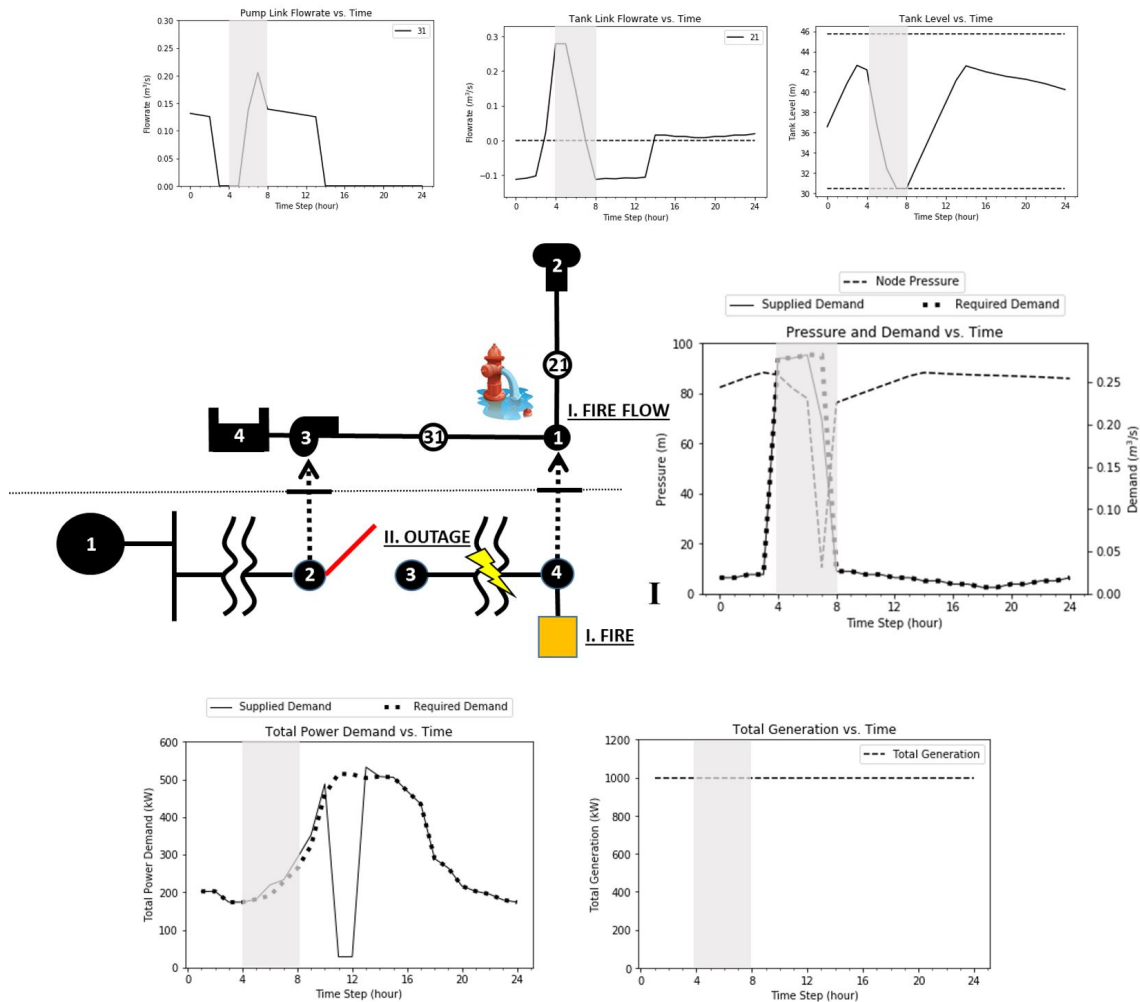 Pump Link Flowrate vs. Time
31
Flowrate (m³/s)
0.30
0.25
0.20
0.15
0.10
0.05
0.00
0 4 8 12 16 20 24
Time Step (hour)
Tank Link Flowrate vs. Time
21
Flowrate (m³/s)
0.3
0.2
0.1
0.0
−0.1
0 4 8 12 16 20 24
Time Step (hour)
Tank Level vs. Time
Tank Level (m)
46
44
42
40
38
36
34
32
30
0 4 8 12 16 20 24
Time Step (hour)
2
21
I. FIRE FLOW
4
3
31
1
1
2
II. OUTAGE
3
4
I. FIRE
Node Pressure
Supplied Demand Required Demand
Pressure and Demand vs. Time
Pressure (m)
100
80
60
40
20
0
0.25
0.20
0.15
0.10
0.05
0.00
Demand (m³/s)
I
0 4 8 12 16 20 24
Time Step (hour)
Supplied Demand Required Demand
Total Power Demand vs. Time
Total Power Demand (kW)
600
500
400
300
200
100
0
0 4 8 12 16 20 24
Time Step (hour)
Total Generation vs. Time
Total Generation
Total Generation (kW)
1200
1000
800
600
400
200
0
0 4 8 12 16 20 24
Time Step (hour)